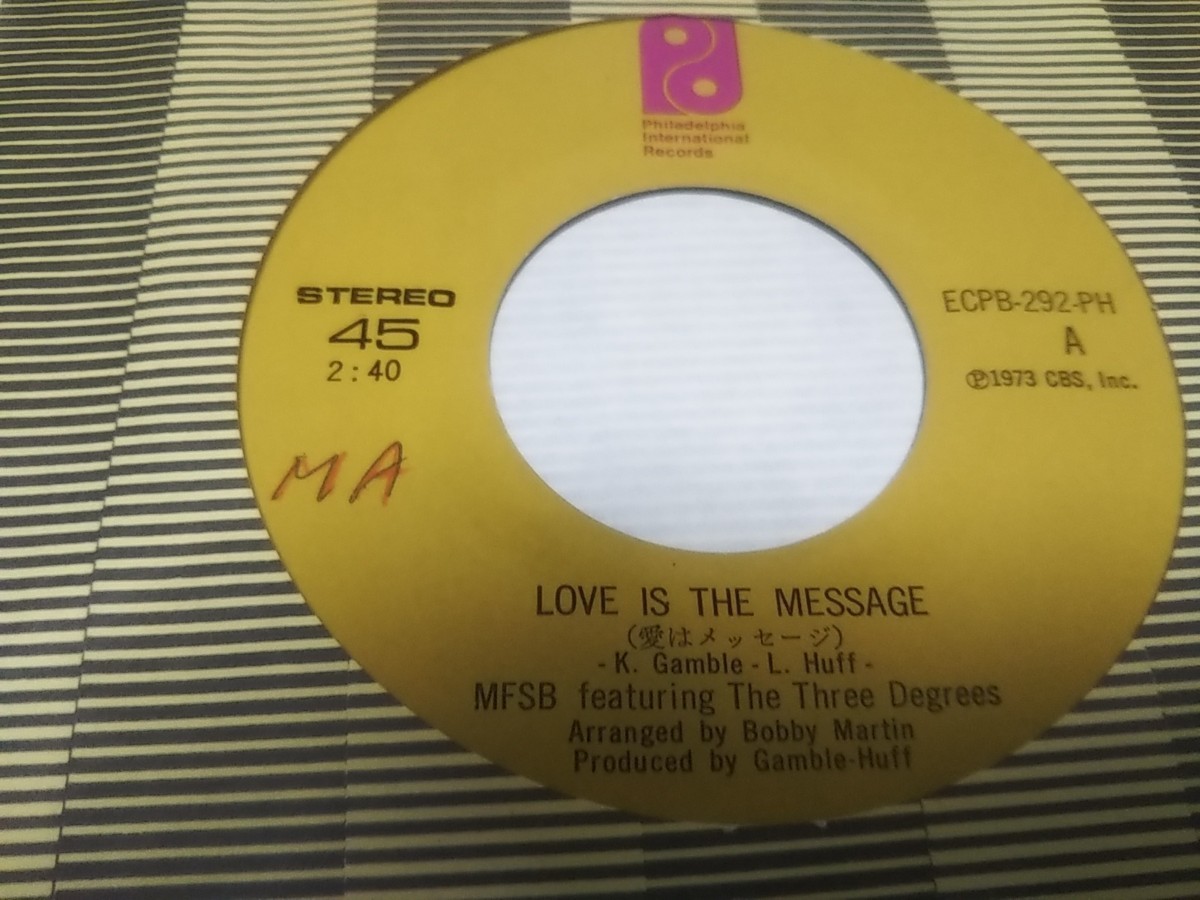 Philadelphia
International
Records
STEREO
45
2:40
MA
ECPB-292-PH
A
Ⓟ1973 CBS, Inc.
LOVE IS THE MESSAGE
(愛はメッセージ)
- K. Gamble - L. Huff -
MFSB featuring The Three Degrees
Arranged by Bobby Martin
Produced by Gamble-Huff